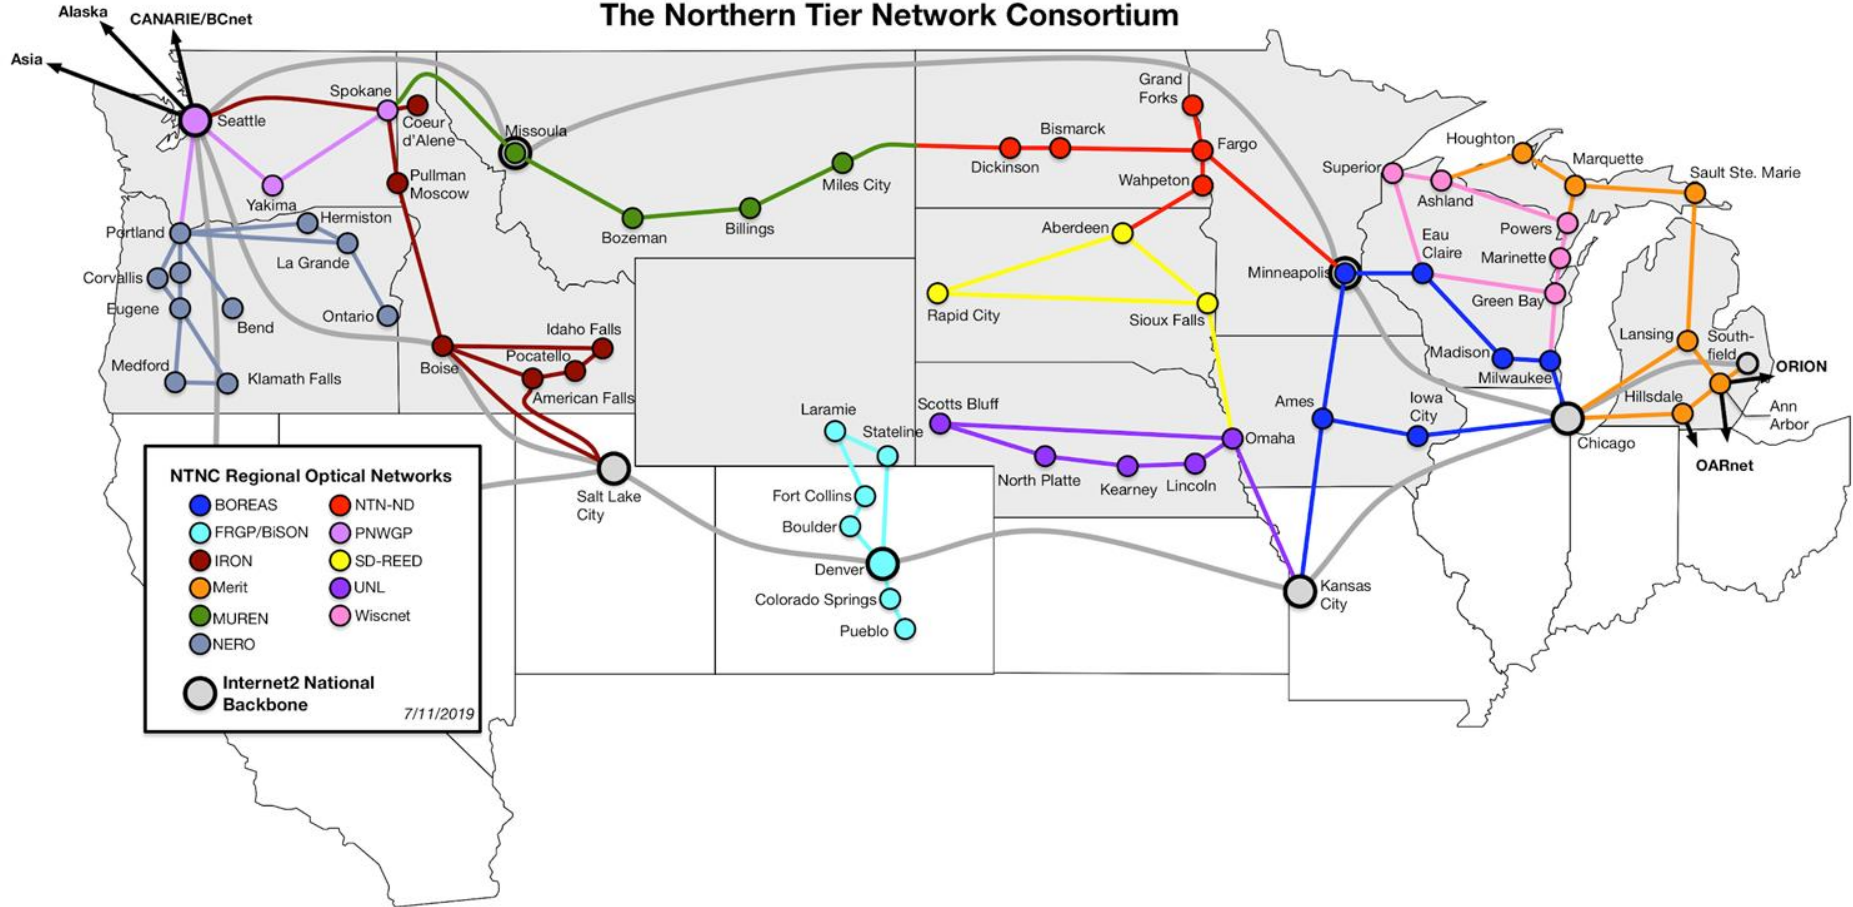 The Northern Tier Network Consortium
Alaska
CANARIE/BCnet
Asia
Seattle
Spokane
Coeur
d'Alene
Missoula
Yakima
Pullman
Moscow
Portland
Hermiston
La Grande
Corvallis
Eugene
Bend
Ontario
Medford
Klamath Falls
Boise
Idaho Falls
Pocatello
American Falls
Salt Lake
City
Bozeman
Billings
Miles City
Dickinson
Bismarck
Grand
Forks
Fargo
Wahpeton
Aberdeen
Rapid City
Sioux Falls
Minneapolis
Superior
Ashland
Houghton
Marquette
Sault Ste. Marie
Powers
Marinette
Green Bay
Eau
Claire
Madison
Milwaukee
Lansing
South-
field
ORION
Hillsdale
Ann
Arbor
OARnet
Chicago
Ames
Iowa
City
Scotts Bluff
North Platte
Kearney
Lincoln
Omaha
Kansas
City
Laramie
Stateline
Fort Collins
Boulder
Denver
Colorado Springs
Pueblo
NTNC Regional Optical Networks
BOREAS
FRGP/BiSON
IRON
Merit
MUREN
NERO
NTN-ND
PNWGP
SD-REED
UNL
Wiscnet
Internet2 National
Backbone
7/11/2019